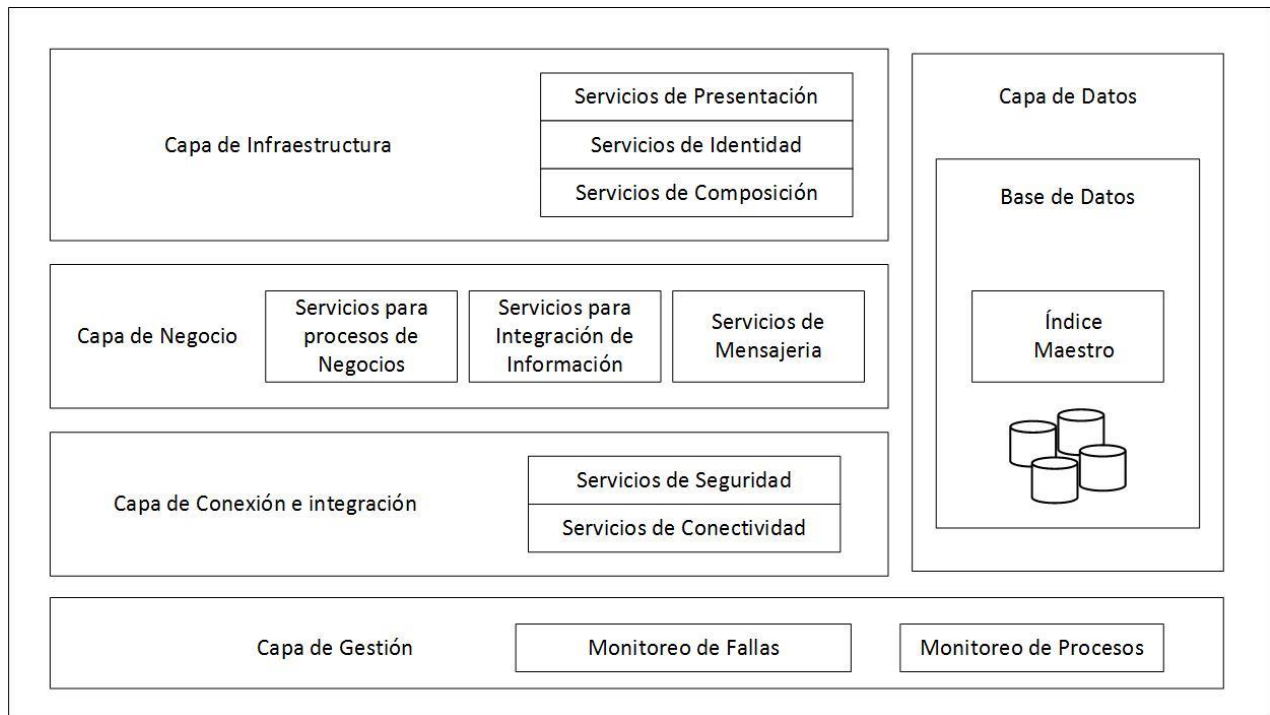 Capa de Infraestructura
Servicios de Presentación
Servicios de Identidad
Servicios de Composición
Capa de Negocio
Servicios para
procesos de
Negocios
Servicios para
Integración de
Información
Servicios de
Mensajeria
Capa de Conexión e integración
Servicios de Seguridad
Servicios de Conectividad
Capa de Datos
Base de Datos
Índice
Maestro
Capa de Gestión
Monitoreo de Fallas
Monitoreo de Procesos